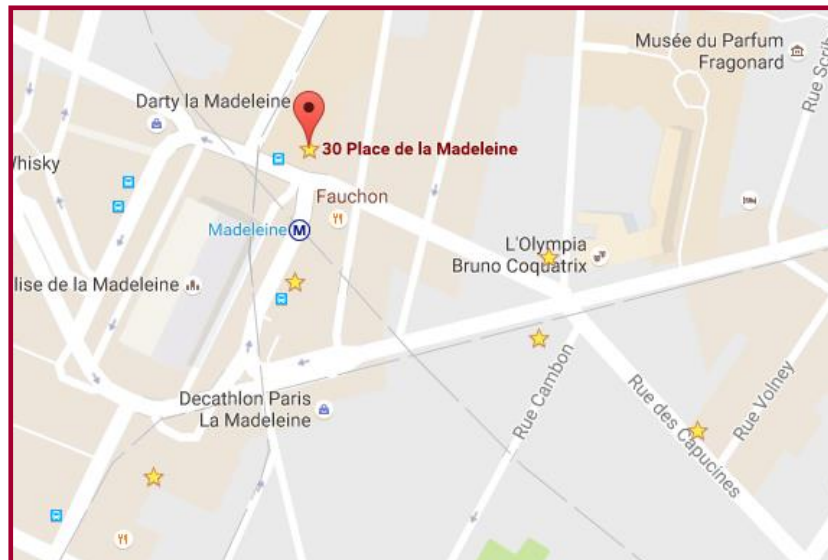 Musée du Parfum
Fragonard
Rue Scrib
Darty la Madeleine
30 Place de la Madeleine
Whisky
Fauchon
Madeleine M
L'Olympia
Bruno Coquatrix
lise de la Madeleine
Decathlon Paris
La Madeleine
Rue Cambon
Rue des Capucines
Rue Volney